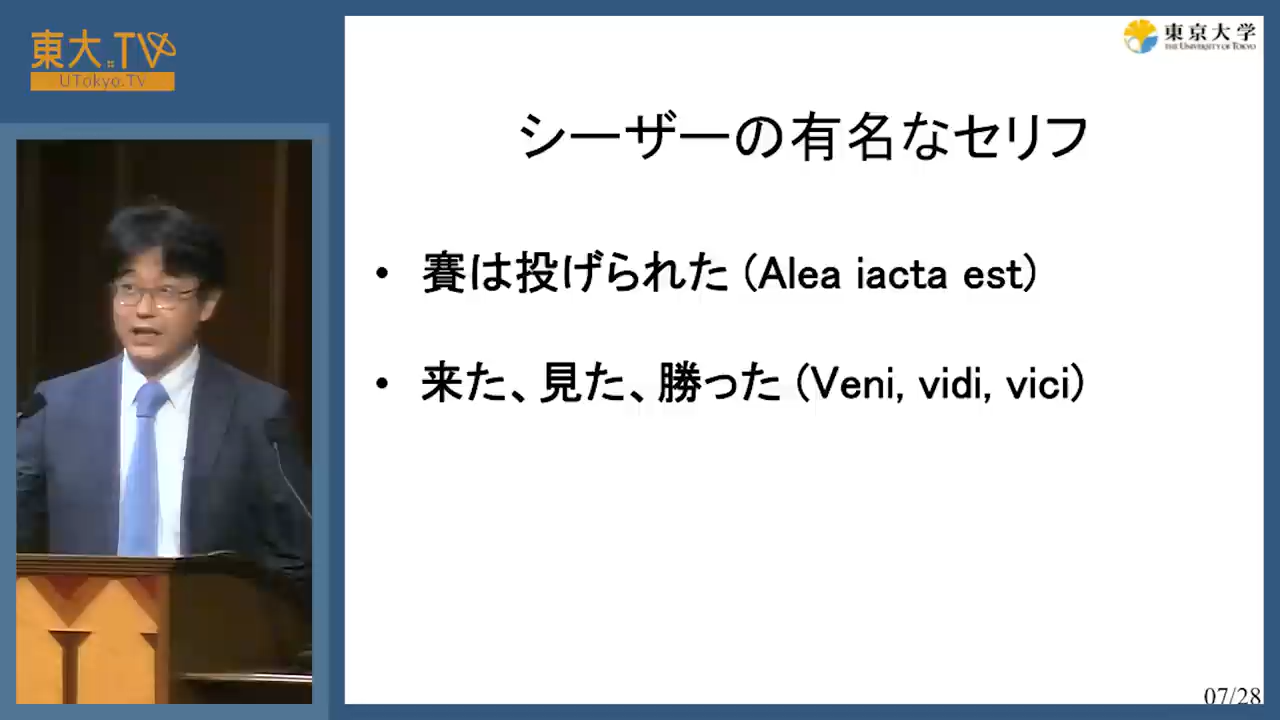 東大.TV
UTokyo.TV
東京大学
THE UNIVERSITY OF TOKYO
シーザーの有名なセリフ
• 賽は投げられた (Alea iacta est)
• 来た、見た、勝った (Veni, vidi, vici)
07/28